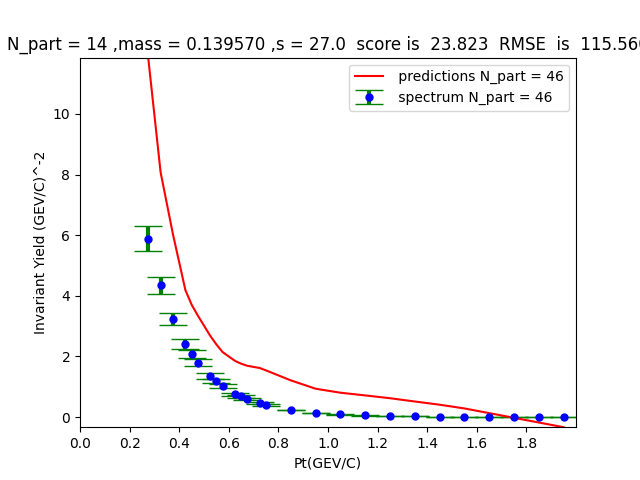 N_part = 14 ,mass = 0.139570 ,s = 27.0  score is  23.823  RMSE  is  115.566
predictions N_part = 46
spectrum N_part = 46
Invariant Yield (GEV/C)^-2
10
8
6
4
2
0
0.0 0.2 0.4 0.6 0.8 1.0 1.2 1.4 1.6 1.8
Pt(GEV/C)